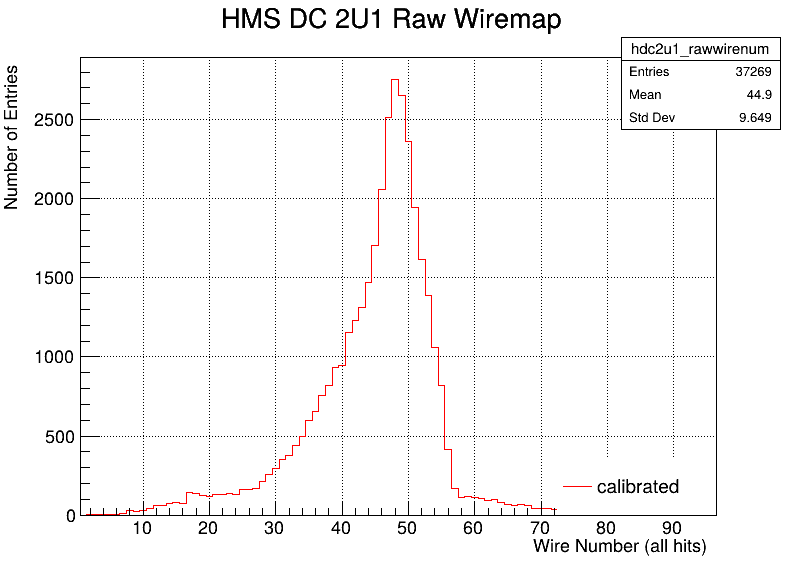 HMS DC 2U1 Raw Wiremap
hdc2u1_rawwirenum
Entries 37269
Mean 44.9
Std Dev 9.649
Number of Entries
2500
2000
1500
1000
500
0
calibrated
10 20 30 40 50 60 70 80 90
Wire Number (all hits)